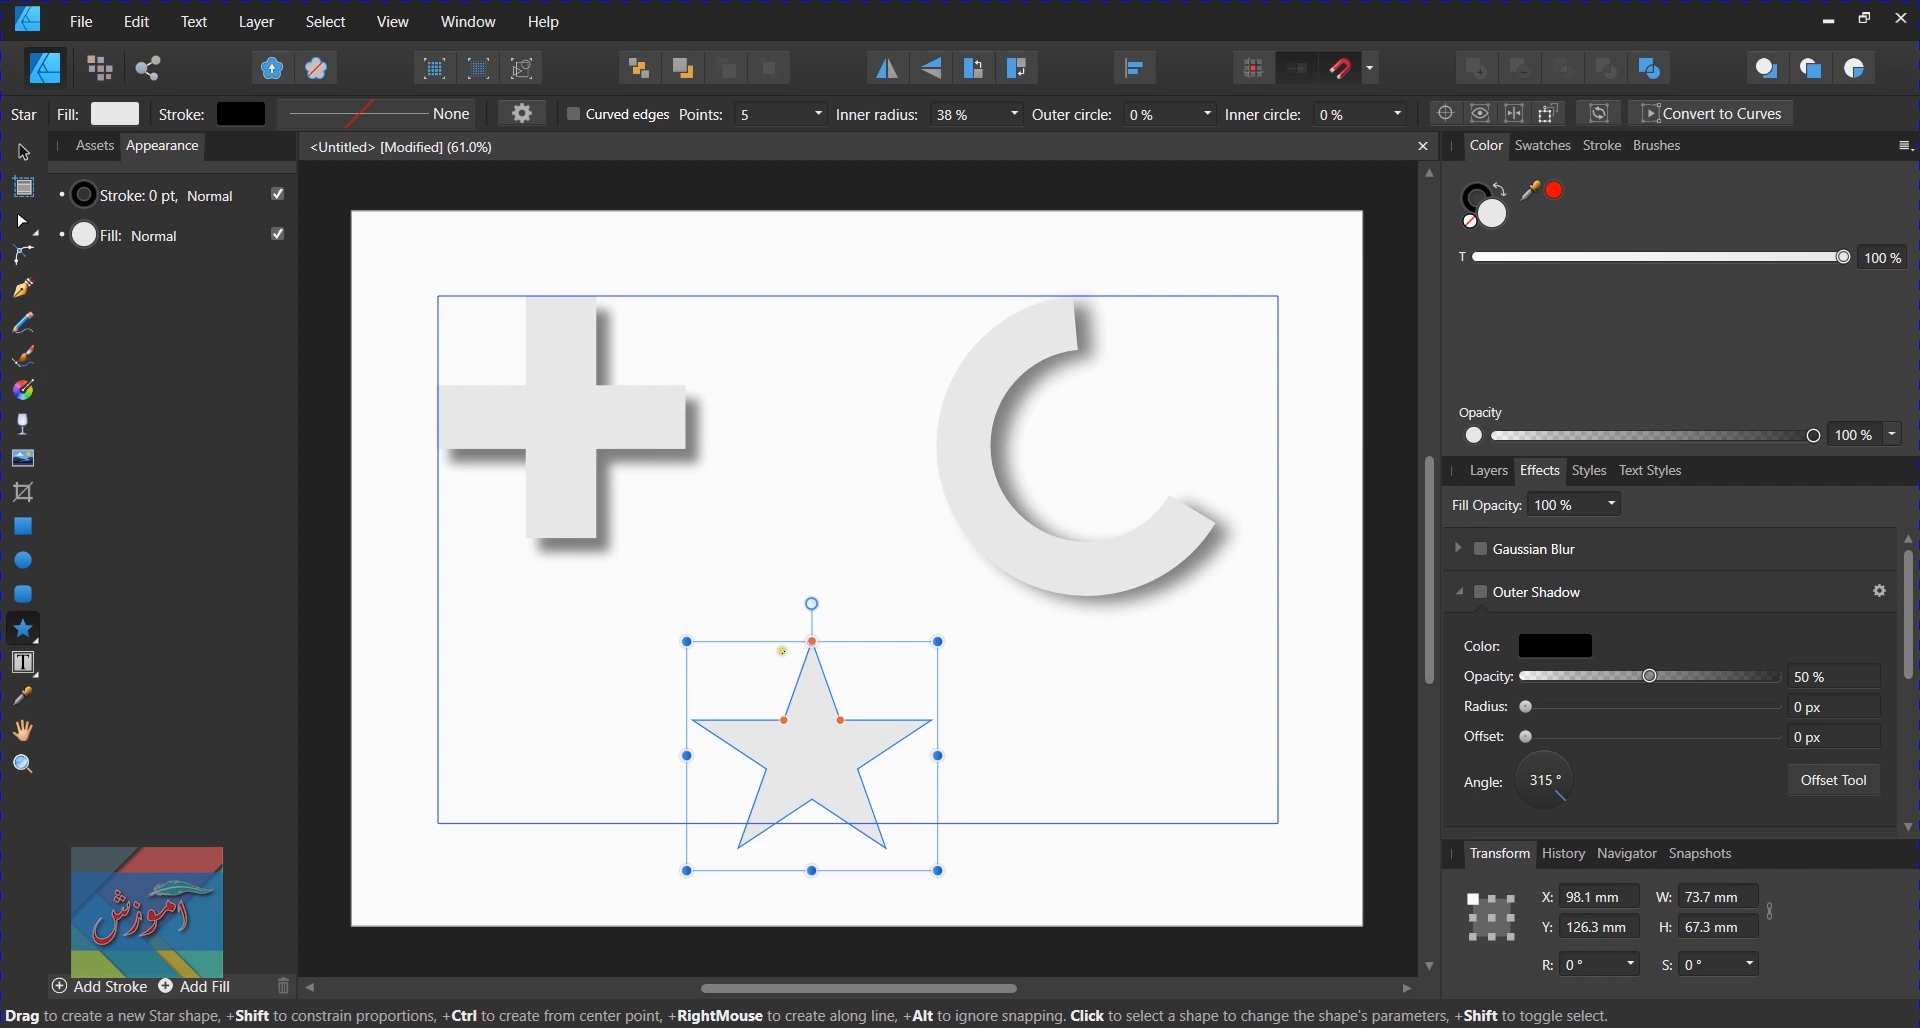 File Edit Text Layer Select View Window Help
Star Fill: Stroke: None Curved edges Points: 5 Inner radius: 38 % Outer circle: 0 % Inner circle: 0 % Convert to Curves
Assets Appearance
<Untitled> [Modified] (61.0%)
Stroke: 0 pt, Normal
Fill: Normal
T
آموزش
Add Stroke Add Fill
Color Swatches Stroke Brushes
T 100 %
Opacity
100 %
Layers Effects Styles Text Styles
Fill Opacity: 100 %
Gaussian Blur
Outer Shadow
Color:
Opacity: 50 %
Radius: 0 px
Offset: 0 px
Angle: 315 ° Offset Tool
Transform History Navigator Snapshots
X: 98.1 mm W: 73.7 mm
Y: 126.3 mm H: 67.3 mm
R: 0 ° S: 0 °
Drag to create a new Star shape, +Shift to constrain proportions, +Ctrl to create from center point, +RightMouse to create along line, +Alt to ignore snapping. Click to select a shape to change the shape's parameters, +Shift to toggle select.